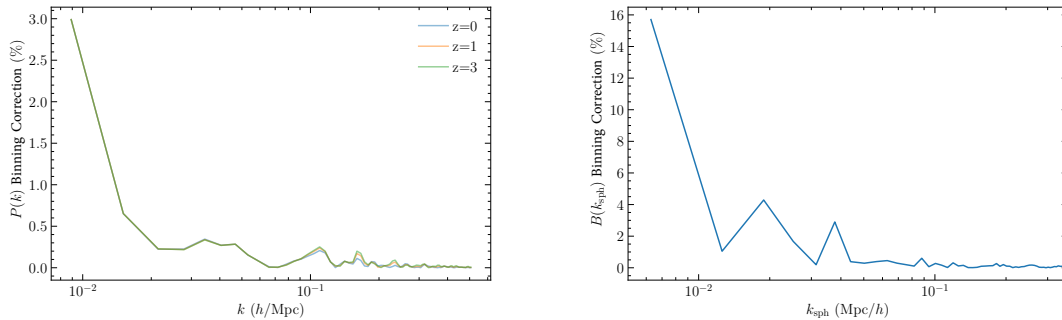 3.0
2.5
2.0
1.5
1.0
0.5
0.0
P(k) Binning Correction (%)
z=0
z=1
z=3
10⁻²
10⁻¹
k (h/Mpc)
16
14
12
10
8
6
4
2
0
B(k_sph) Binning Correction (%)
10⁻²
10⁻¹
k_sph (Mpc/h)